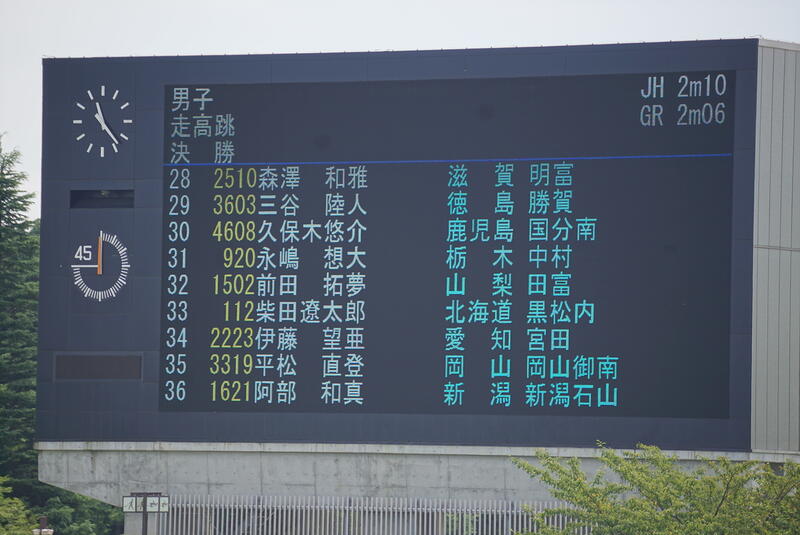 男子
走高跳
決勝
JH 2m10
GR 2m06
28 2510 森澤 和雅 滋賀 明富
29 3603 三谷 陸人 徳島 勝賀
30 4608 久保木悠介 鹿児島 国分南
31 920 永嶋 想大 栃木 中村
32 1502 前田 拓夢 山梨 田富
33 112 柴田遼太郎 北海道 黒松内
34 2223 伊藤 望亜 愛知 宮田
35 3319 平松 直登 岡山 岡山御南
36 1621 阿部 和真 新潟 新潟石山
45